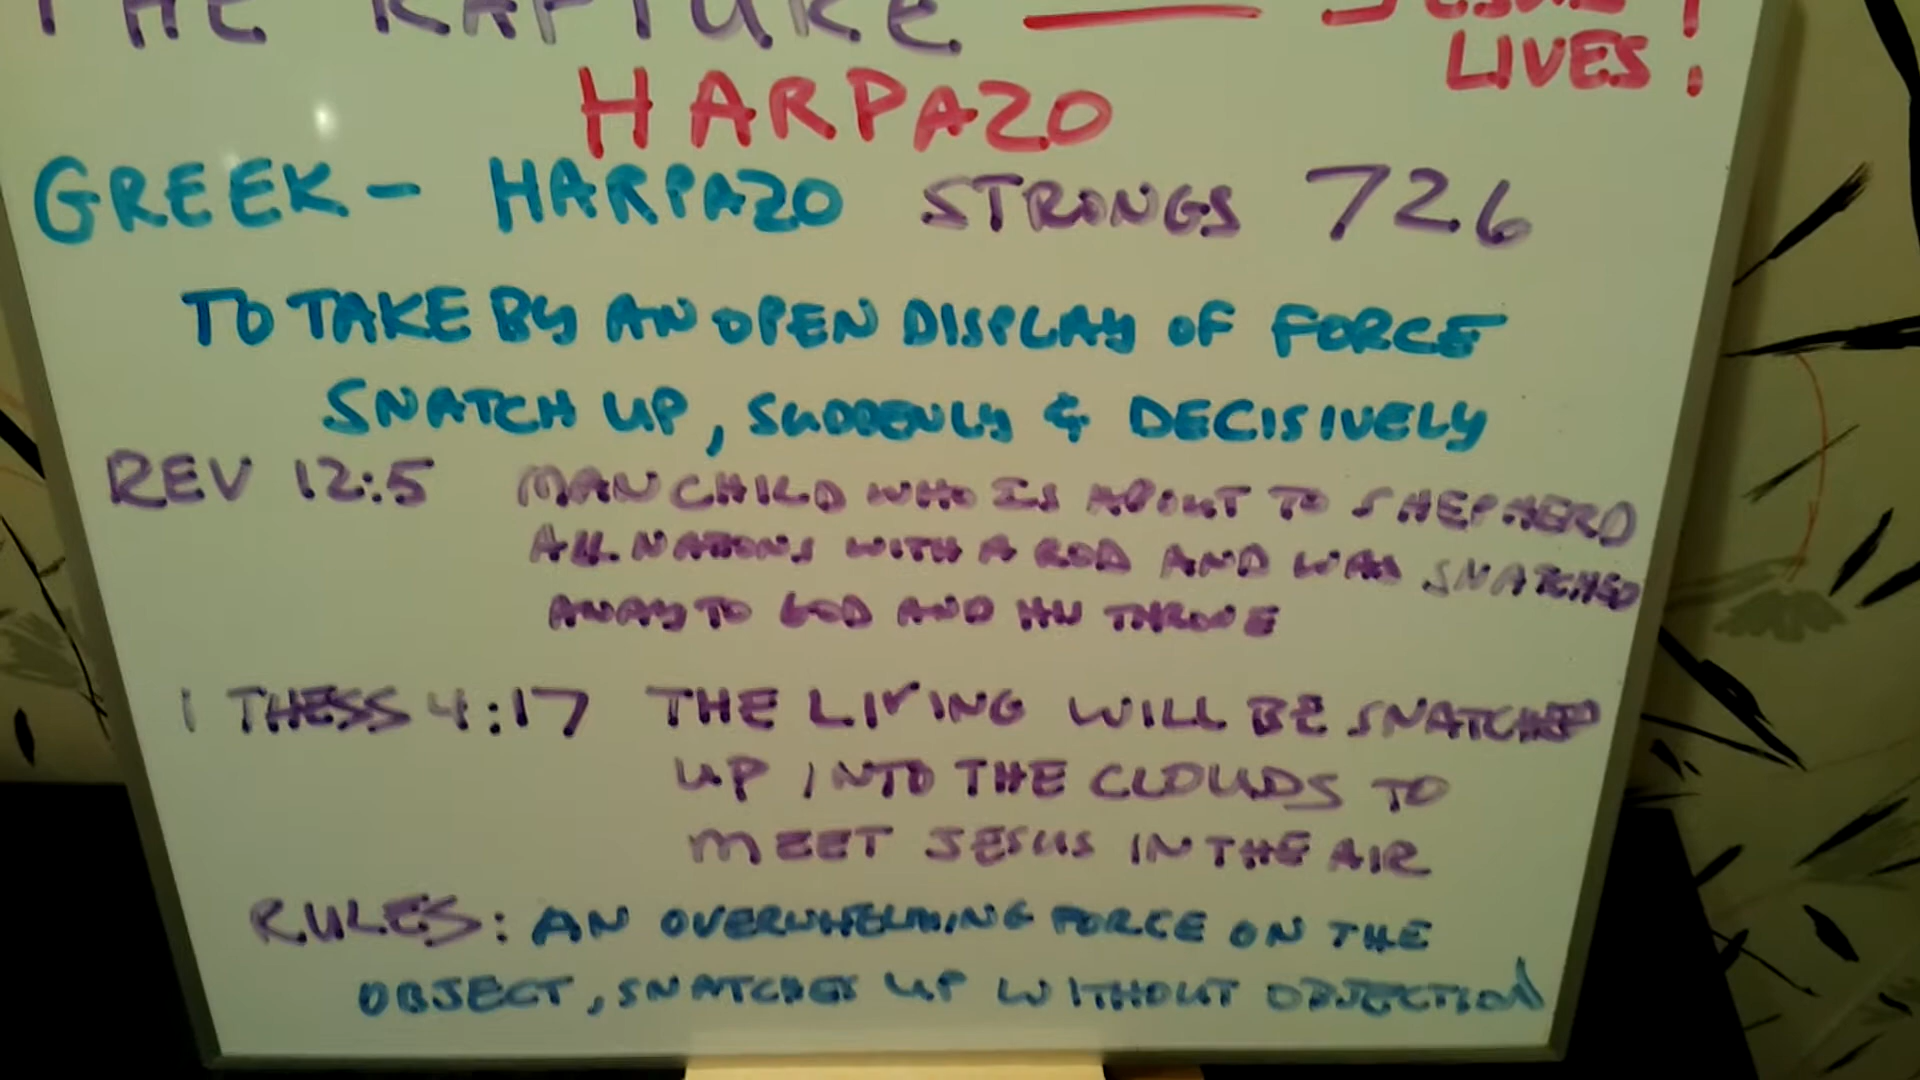 THE RAPTURE — JESUS!
LIVES!
HARPAZO
GREEK - HARPAZO STRONGS 726
TO TAKE BY AN OPEN DISPLAY OF FORCE
SNATCH UP, SUDDENLY & DECISIVELY
REV 12:5 MAN CHILD WHO IS ABOUT TO SHEPHERD
ALL NATIONS WITH A ROD AND WAS SNATCHED
AWAY TO GOD AND HIS THRONE
1 THESS 4:17 THE LIVING WILL BE SNATCHED
UP INTO THE CLOUDS TO
MEET JESUS IN THE AIR
RULES: AN OVERWHELMING FORCE ON THE
OBJECT, SNATCHES UP WITHOUT OBJECTION